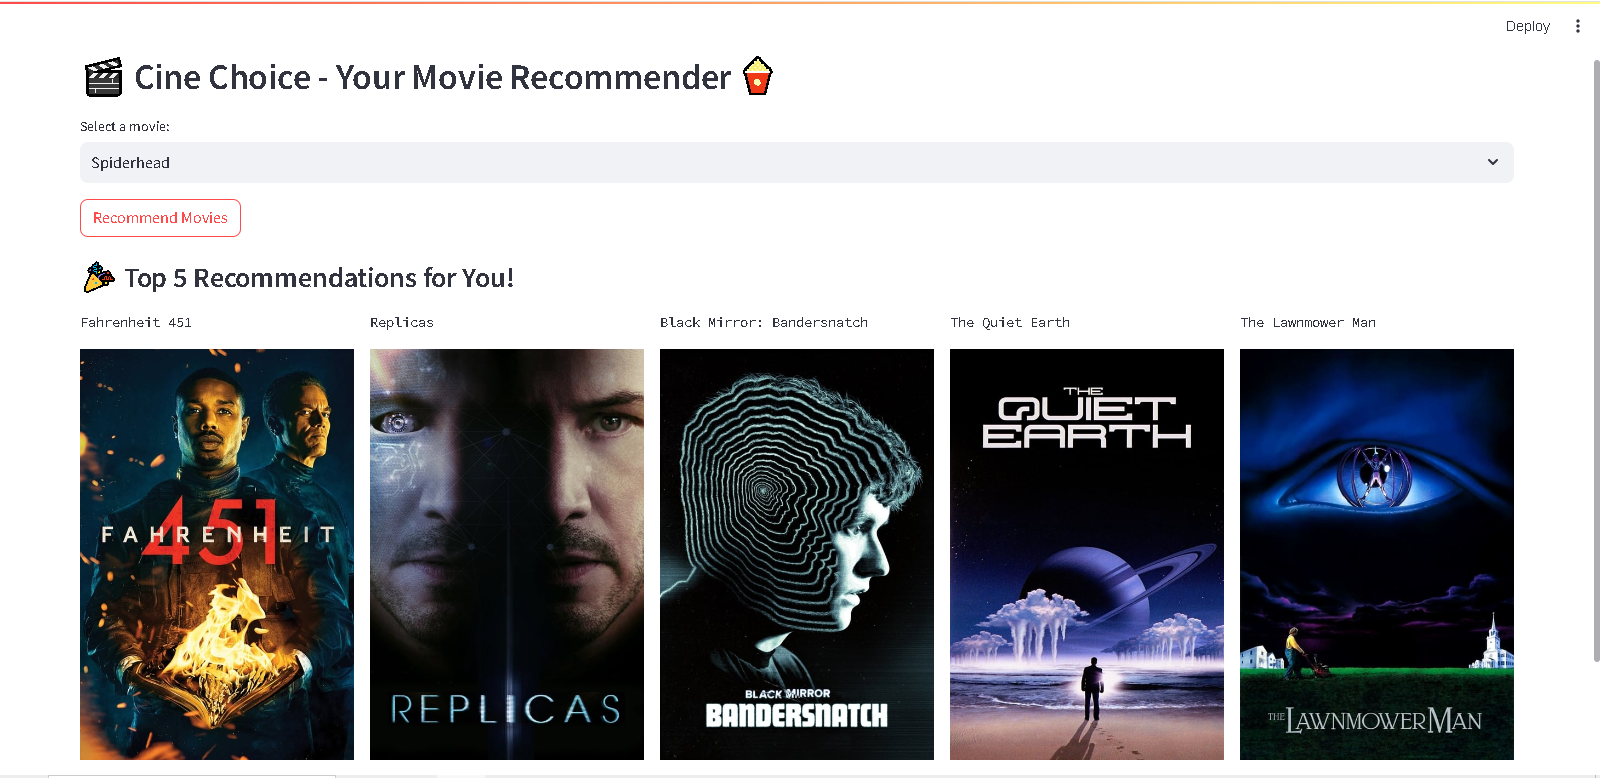 Deploy
Cine Choice - Your Movie Recommender
Select a movie:
Spiderhead
Recommend Movies
Top 5 Recommendations for You!
Fahrenheit 451
Replicas
Black Mirror: Bandersnatch
The Quiet Earth
The Lawnmower Man
451
FAHRENHEIT
REPLICAS
BLACK MIRROR
BANDERSNATCH
THE
QUIET
EARTH
THE LAWNMOWER MAN